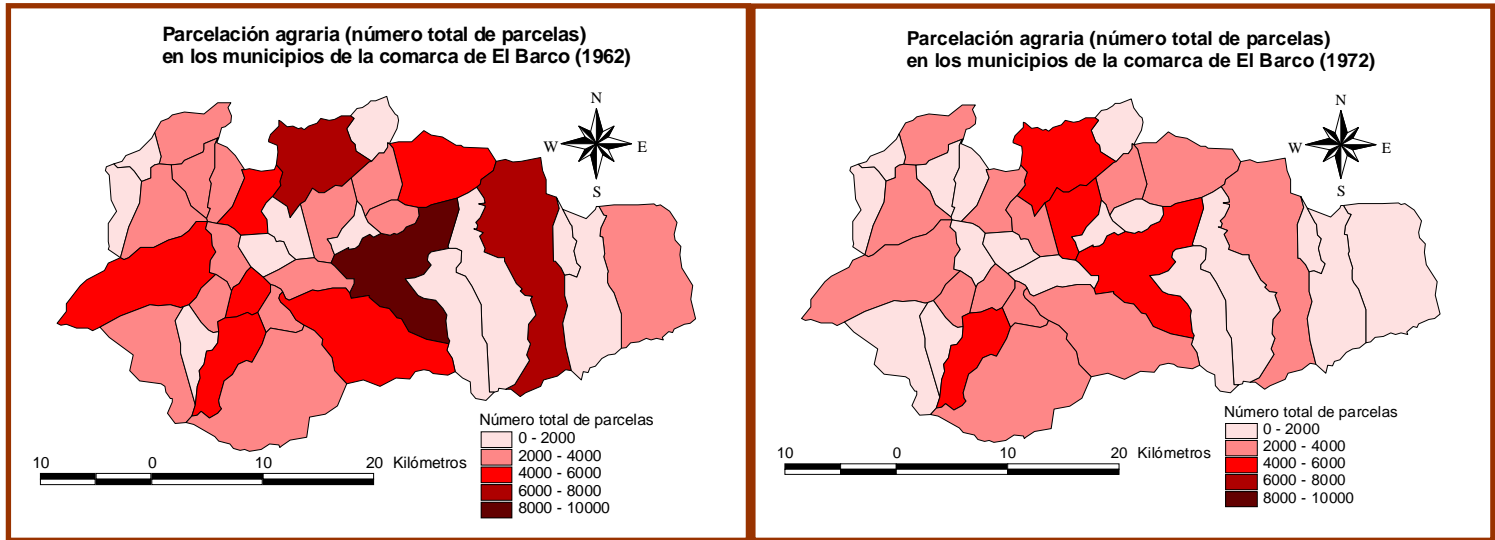 Parcelación agraria (número total de parcelas)
en los municipios de la comarca de El Barco (1962)
N
W E
S
Número total de parcelas
0 - 2000
2000 - 4000
4000 - 6000
6000 - 8000
8000 - 10000
10 0 10 20 Kilómetros
Parcelación agraria (número total de parcelas)
en los municipios de la comarca de El Barco (1972)
N
W E
S
Número total de parcelas
0 - 2000
2000 - 4000
4000 - 6000
6000 - 8000
8000 - 10000
10 0 10 20 Kilómetros